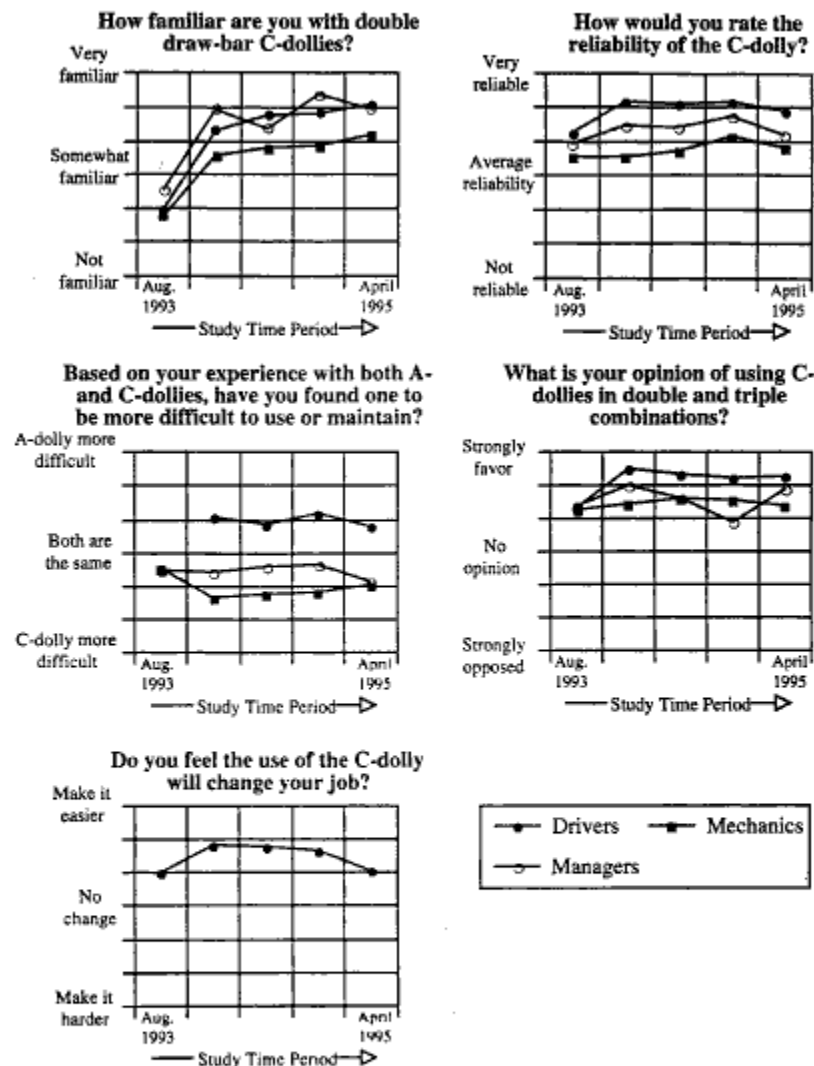 How familiar are you with double
draw-bar C-dollies?
Very
familiar
Somewhat
familiar
Not
familiar
Aug.
1993
April
1995
Study Time Period
How would you rate the
reliability of the C-dolly?
Very
reliable
Average
reliability
Not
reliable
Aug.
1993
April
1995
Study Time Period
Based on your experience with both A-
and C-dollies, have you found one to
be more difficult to use or maintain?
A-dolly more
difficult
Both are
the same
C-dolly more
difficult
Aug.
1993
April
1995
Study Time Period
What is your opinion of using C-
dollies in double and triple
combinations?
Strongly
favor
No
opinion
Strongly
opposed
Aug.
1993
April
1995
Study Time Period
Do you feel the use of the C-dolly
will change your job?
Make it
easier
No
change
Make it
harder
Aug.
1993
April
1995
Study Time Period
Drivers Mechanics
Managers